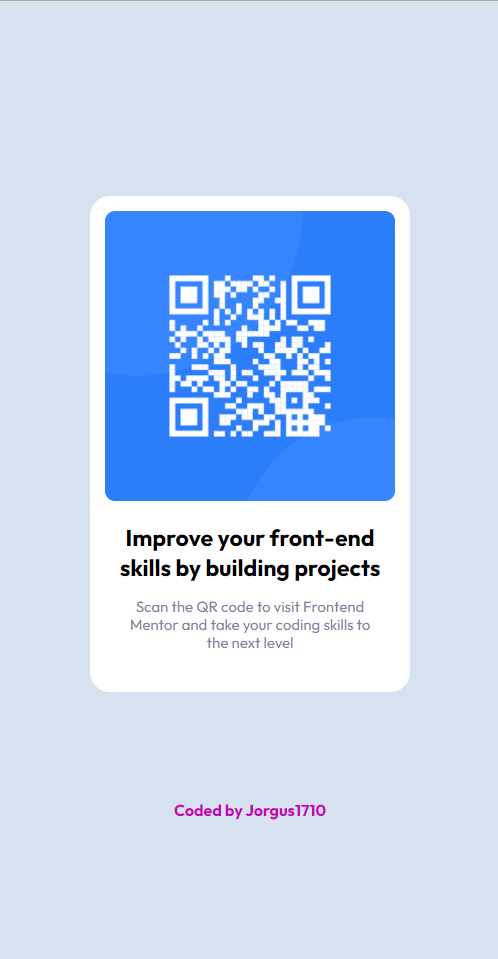 Improve your front-end
skills by building projects
Scan the QR code to visit Frontend
Mentor and take your coding skills to
the next level
Coded by Jorgus1710